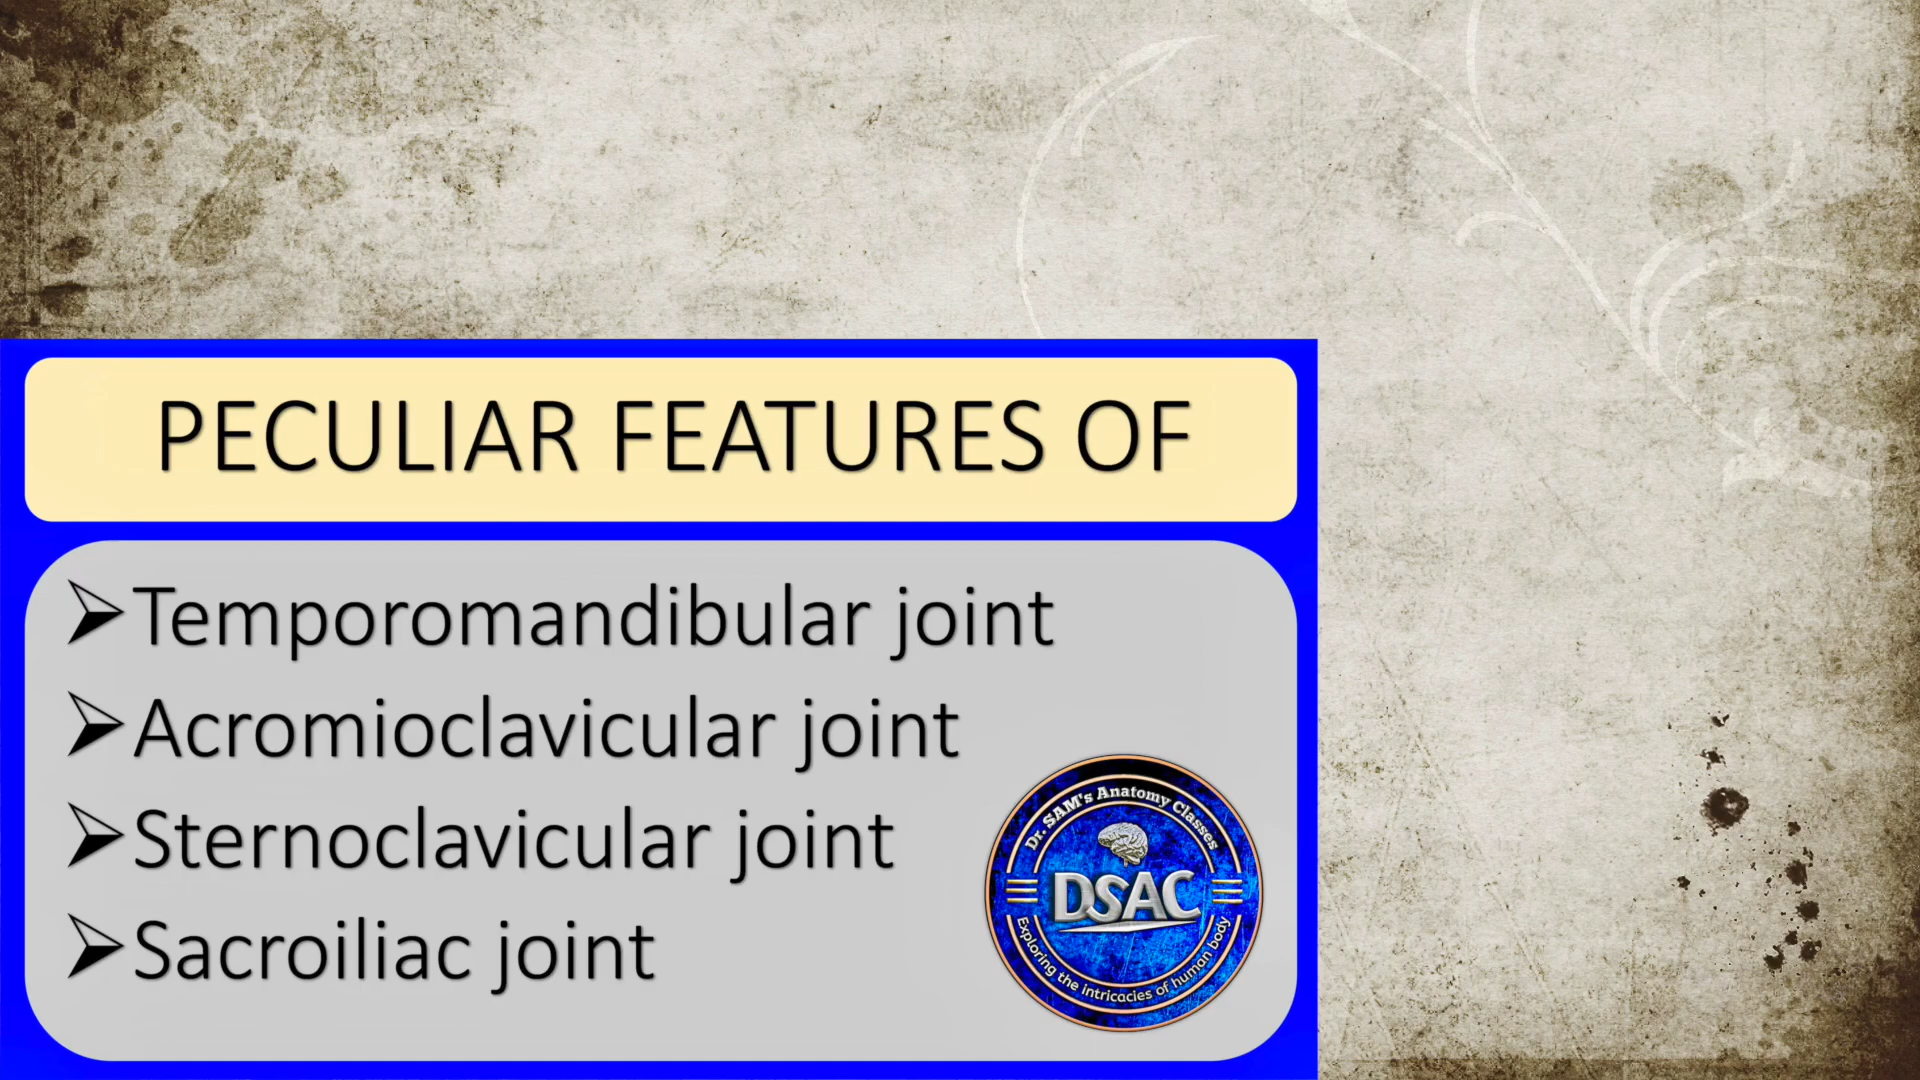 PECULIAR FEATURES OF
➢Temporomandibular joint
➢Acromioclavicular joint
➢Sternoclavicular joint
➢Sacroiliac joint
Dr. SAM's Anatomy Classes
DSAC
Exploring the intricacies of human body